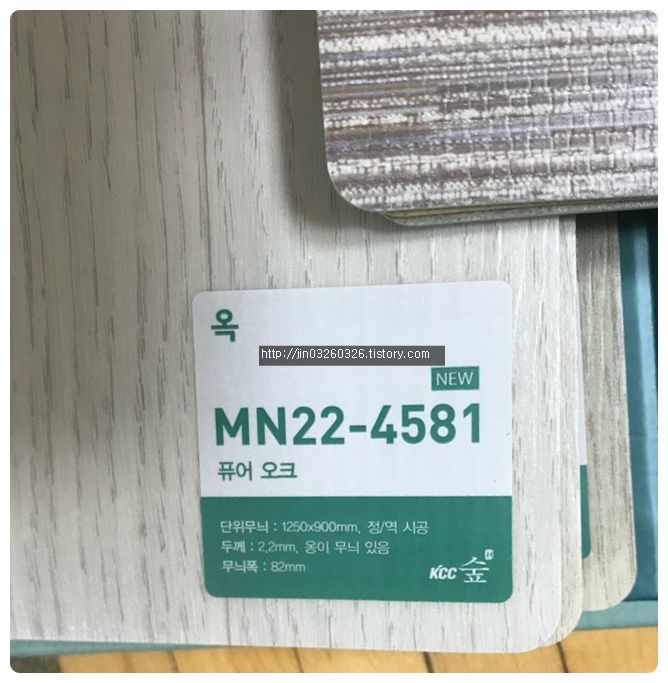 옥
http://jin03260326.tistory.com
NEW
MN22-4581
퓨어 오크
단위무늬 : 1250x900mm, 정/역 시공
두께 : 2.2mm, 옹이 무늬 있음
무늬폭 : 82mm
KCC 숲